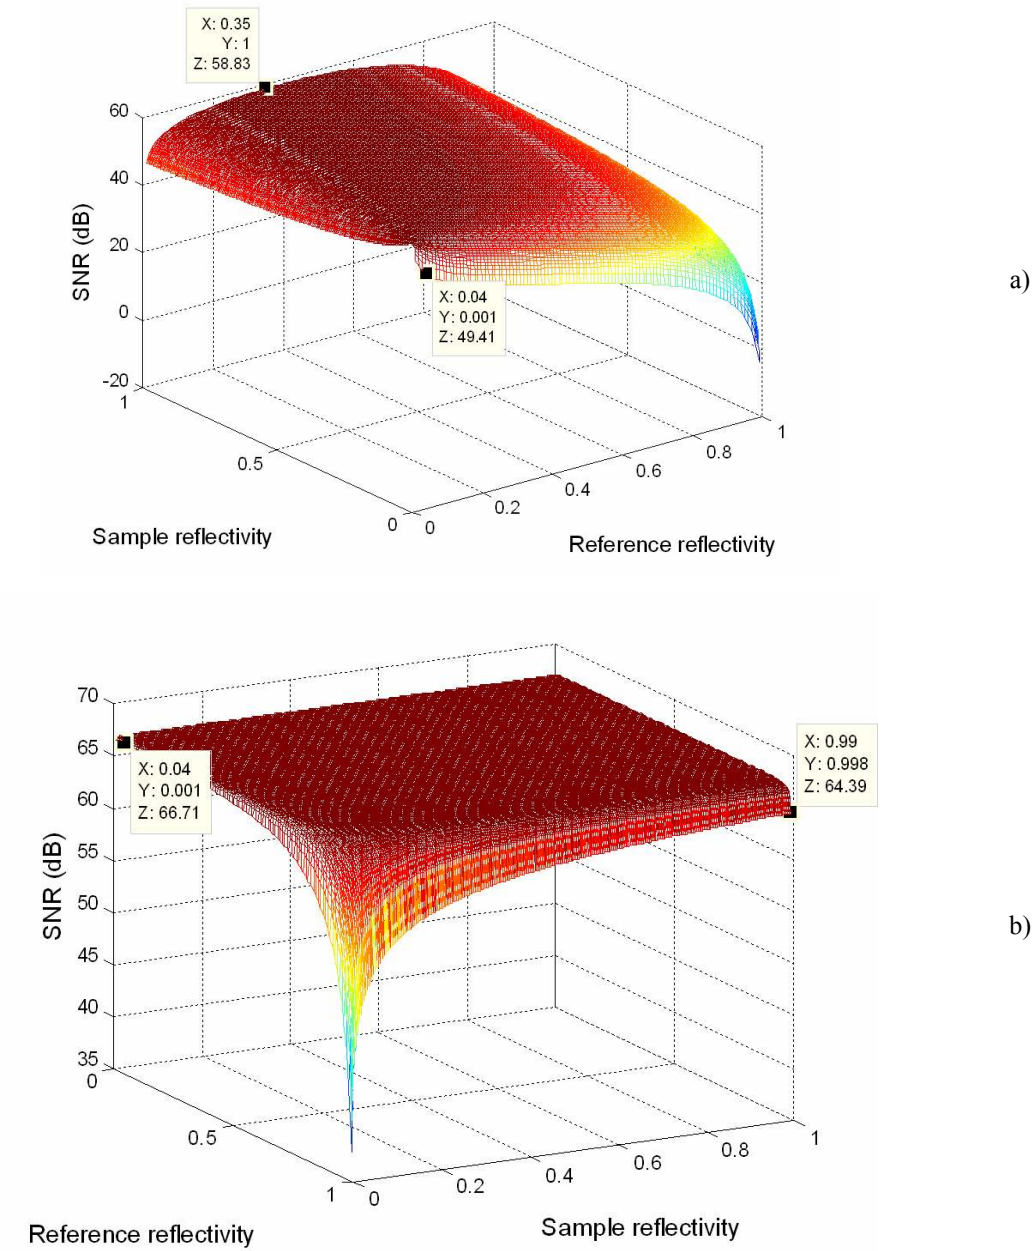 X: 0.35
Y: 1
Z: 58.83
60
40
20
0
-20
SNR (dB)
X: 0.04
Y: 0.001
Z: 49.41
1
0.5
0
0
0.2
0.4
0.6
0.8
1
Sample reflectivity
Reference reflectivity
a)
70
65
60
55
50
45
40
35
SNR (dB)
X: 0.04
Y: 0.001
Z: 66.71
X: 0.99
Y: 0.998
Z: 64.39
0
0.5
1
0
0.2
0.4
0.6
0.8
1
Reference reflectivity
Sample reflectivity
b)